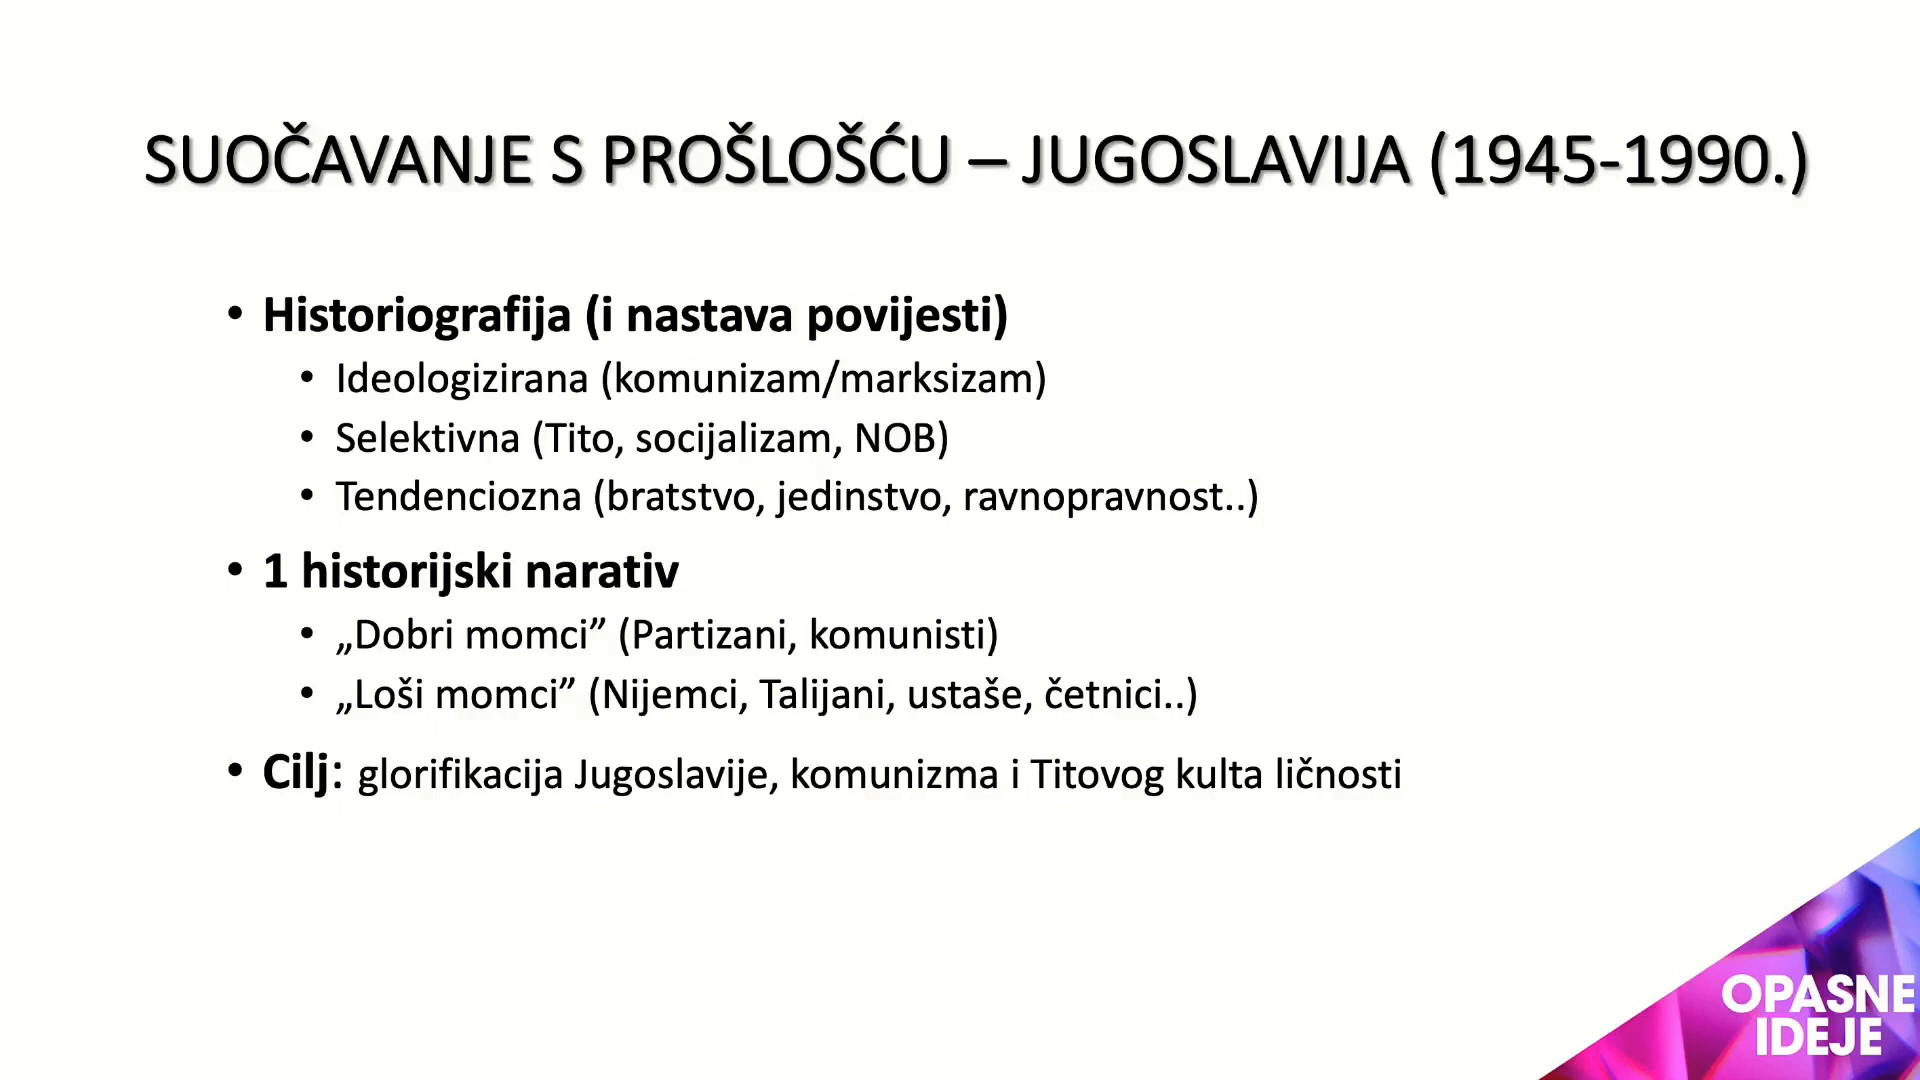 SUOČAVANJE S PROŠLOŠĆU – JUGOSLAVIJA (1945-1990.)
• Historiografija (i nastava povijesti)
• Ideologizirana (komunizam/marksizam)
• Selektivna (Tito, socijalizam, NOB)
• Tendenciozna (bratstvo, jedinstvo, ravnopravnost..)
• 1 historijski narativ
• „Dobri momci” (Partizani, komunisti)
• „Loši momci” (Nijemci, Talijani, ustaše, četnici..)
• Cilj: glorifikacija Jugoslavije, komunizma i Titovog kulta ličnosti
OPASNE
IDEJE